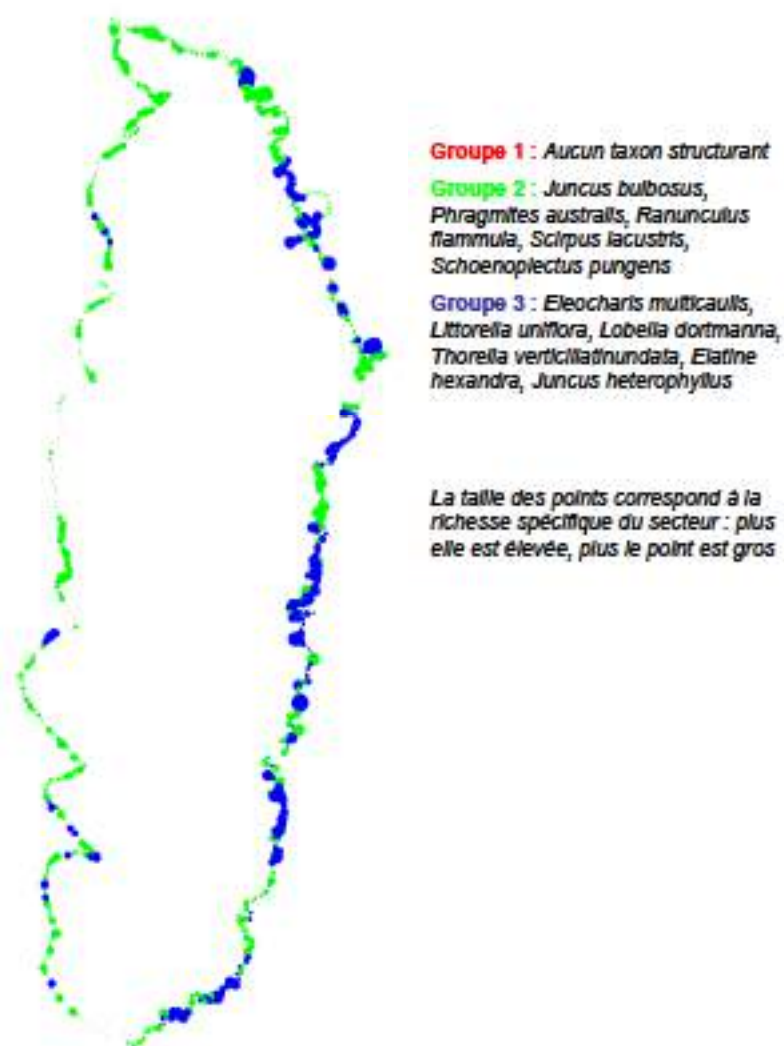 Groupe 1 : Aucun taxon structurant
Groupe 2 : Juncus bulbosus,
Phragmites australis, Ranunculus
flammula, Scirpus lacustris,
Schoenoplectus pungens
Groupe 3 : Eleocharis multicaulis,
Littorella uniflora, Lobelia dortmanna,
Thorella verticillatinundata, Elatine
hexandra, Juncus heterophyllus
La taille des points correspond à la
richesse spécifique du secteur : plus
elle est élevée, plus le point est gros